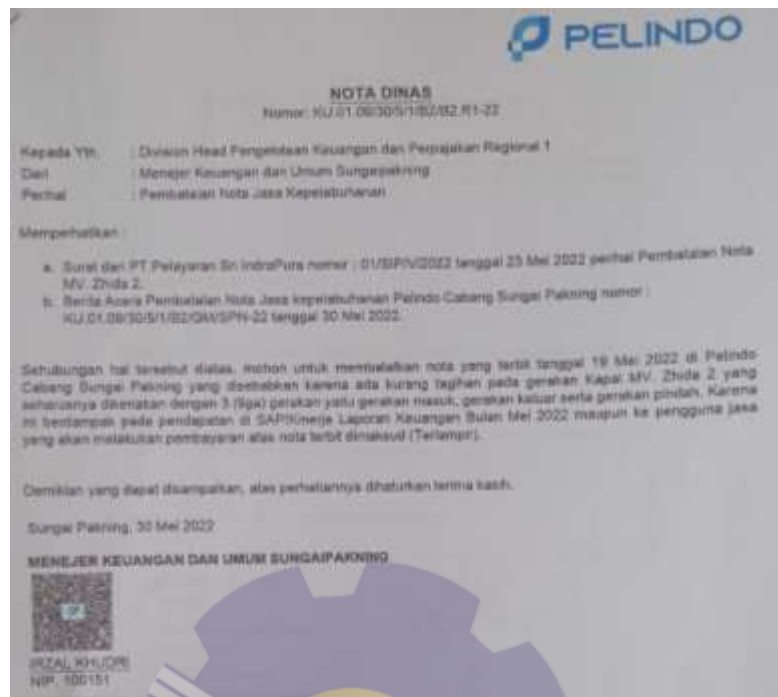 PELINDO
NOTA DINAS
Nomor: KU.01.08/30/5/1/B2/B2.R1-22
Kepada Yth. : Division Head Pengelolaan Keuangan dan Perpajakan Regional 1
Dari : Menejer Keuangan dan Umum Sungaipakning
Perihal : Pembatalan Nota Jasa Kepelabuhanan
Memperhatikan :
a. Surat dari PT Pelayaran Sri IndraPura nomor : 01/SIP/V/2022 tanggal 23 Mei 2022 perihal Pembatalan Nota
MV. Zhida 2.
b. Berita Acara Pembatalan Nota Jasa kepelabuhanan Pelindo Cabang Sungai Pakning nomor :
KU.01.08/30/5/1/B2/GM/SPN-22 tanggal 30 Mei 2022.
Sehubungan hal tersebut diatas, mohon untuk membatalkan nota yang terbit tanggal 19 Mei 2022 di Pelindo
Cabang Sungai Pakning yang disebabkan karena ada kurang tagihan pada gerakan Kapal MV. Zhida 2 yang
seharusnya dikenakan dengan 3 (tiga) gerakan yaitu gerakan masuk, gerakan keluar serta gerakan pindah. Karena
ini berdampak pada pendapatan di SAP/Kinerja Laporan Keuangan Bulan Mei 2022 maupun ke pengguna jasa
yang akan melakukan pembayaran atas nota terbit dimaksud (Terlampir).
Demikian yang dapat disampaikan, atas perhatiannya dihaturkan terima kasih.
Sungai Pakning, 30 Mei 2022
MENEJER KEUANGAN DAN UMUM SUNGAIPAKNING
IRZAL KHUDRI
NIP. 100151